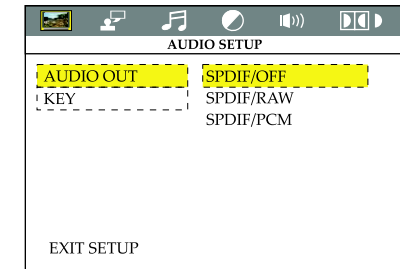 AUDIO SETUP
AUDIO OUT
KEY
SPDIF/OFF
SPDIF/RAW
SPDIF/PCM
EXIT SETUP